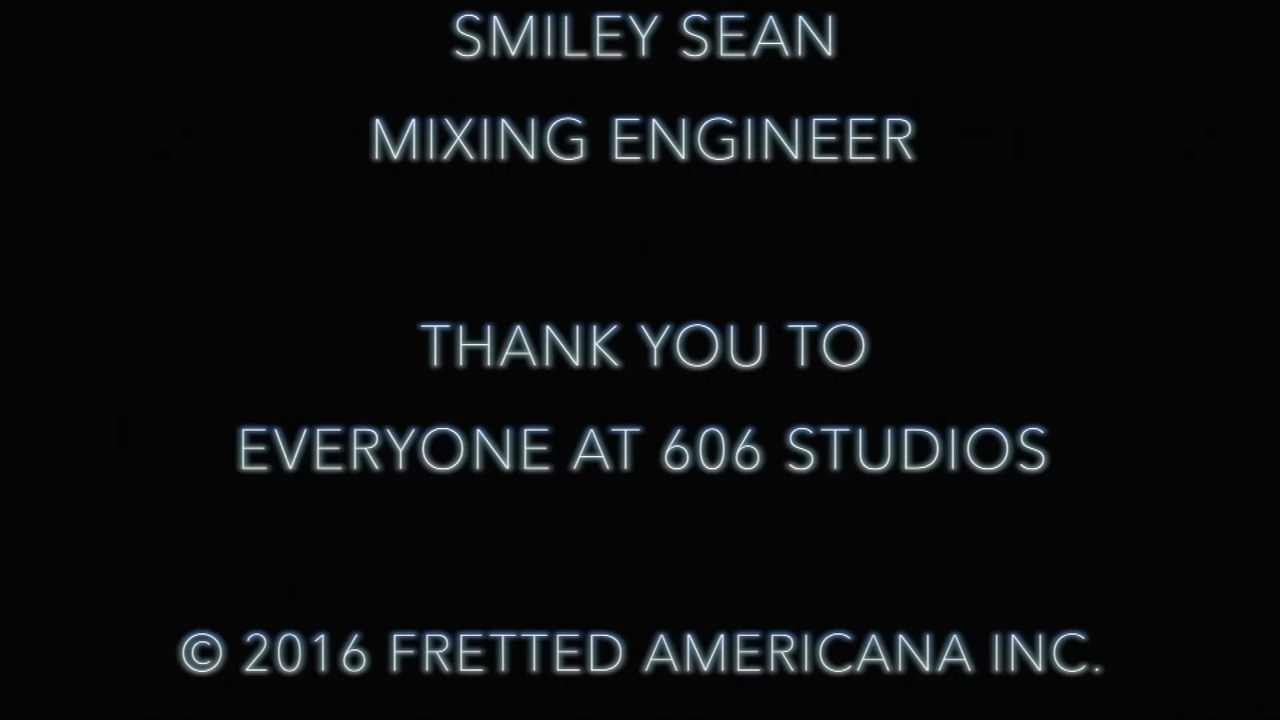 SMILEY SEAN
MIXING ENGINEER
THANK YOU TO
EVERYONE AT 606 STUDIOS
© 2016 FRETTED AMERICANA INC.